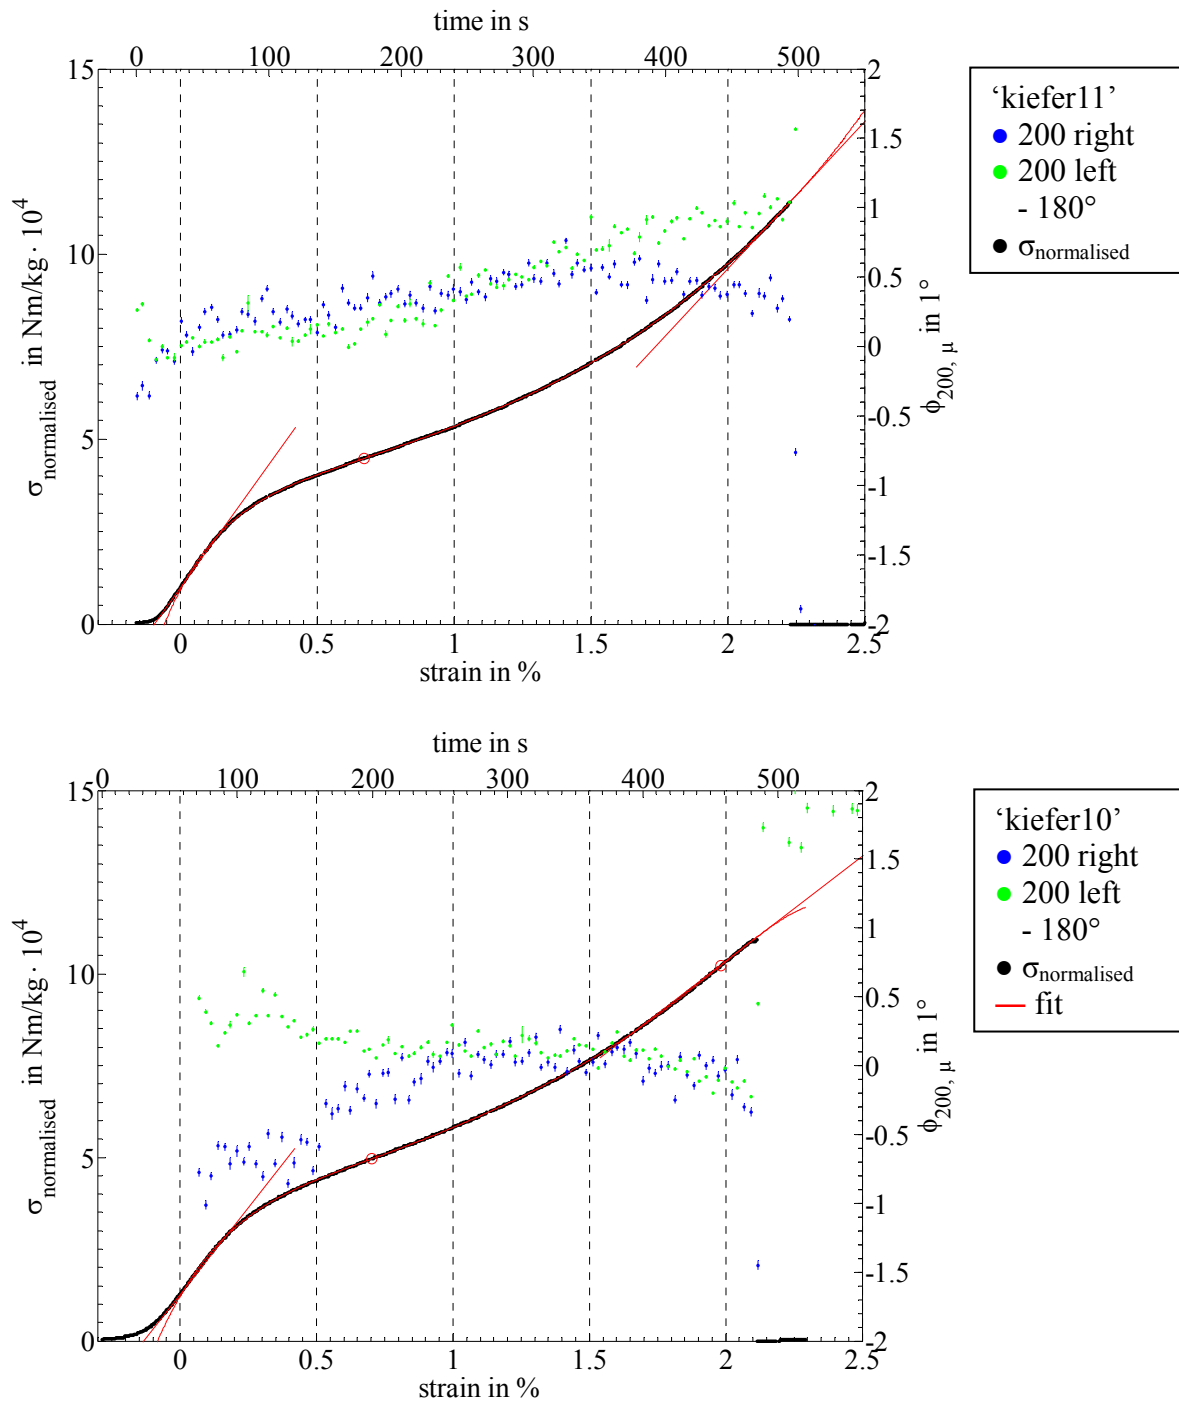 time in s
0 100 200 300 400 500
15
10
5
0
σnormalised in Nm/kg · 10^4
2
1.5
1
0.5
0
-0.5
-1
-1.5
-2
ϕ200, μ in 1°
0 0.5 1 1.5 2 2.5
strain in %
‘kiefer11’
200 right
200 left
- 180°
σnormalised
time in s
0 100 200 300 400 500
15
10
5
0
σnormalised in Nm/kg · 10^4
2
1.5
1
0.5
0
-0.5
-1
-1.5
-2
ϕ200, μ in 1°
0 0.5 1 1.5 2 2.5
strain in %
‘kiefer10’
200 right
200 left
- 180°
σnormalised
fit